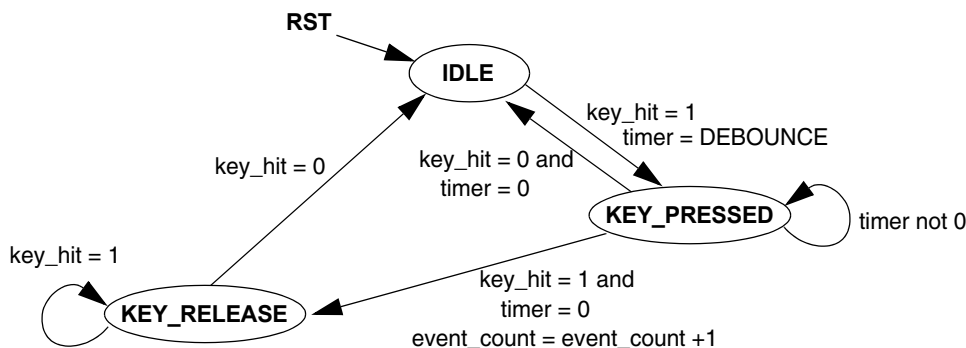 RST
IDLE
key_hit = 1
timer = DEBOUNCE
key_hit = 0
key_hit = 0 and
timer = 0
KEY_PRESSED
timer not 0
key_hit = 1
KEY_RELEASE
key_hit = 1 and
timer = 0
event_count = event_count +1